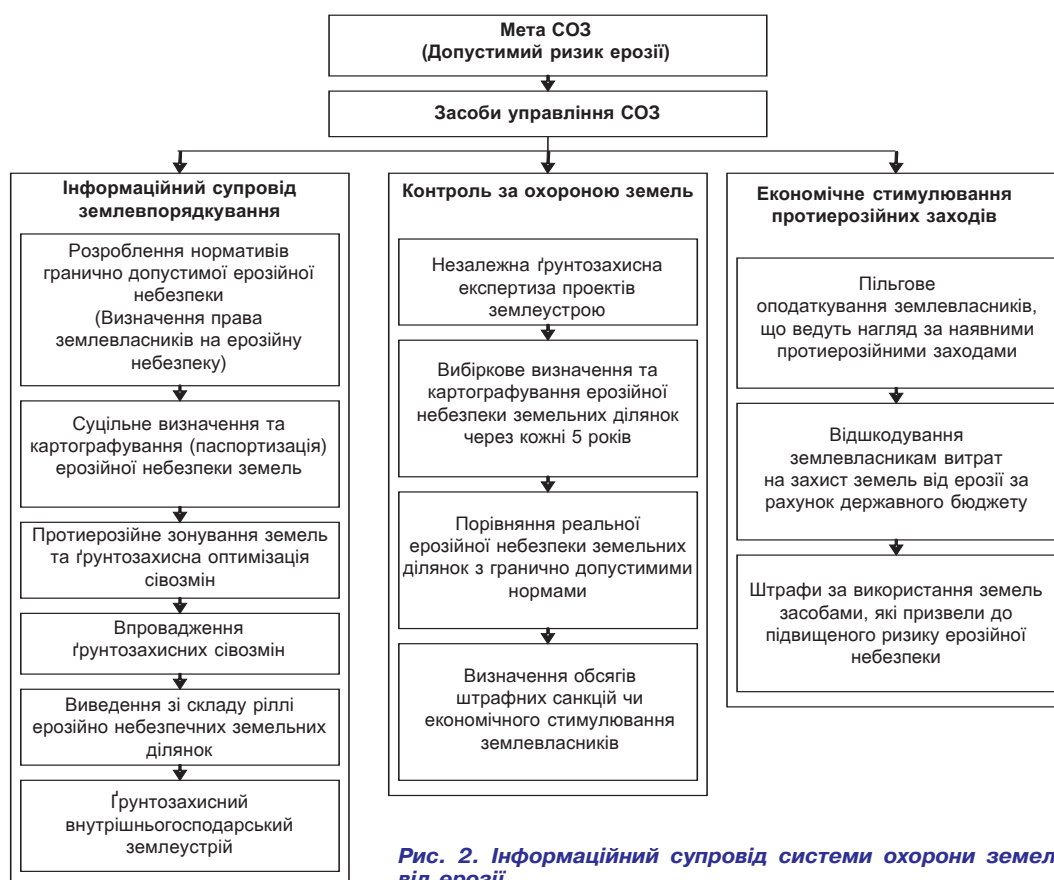 Мета СОЗ
(Допустимий ризик ерозії)
Засоби управління СОЗ
Інформаційний супровід
землевпорядкування
Розроблення нормативів
гранично допустимої ерозійної
небезпеки
(Визначення права
землевласників на ерозійну
небезпеку)
Суцільне визначення та
картографування (паспортизація)
ерозійної небезпеки земель
Протиерозійне зонування земель
та ґрунтозахисна оптимізація
сівозмін
Впровадження
ґрунтозахисних сівозмін
Виведення зі складу ріллі
ерозійно небезпечних земельних
ділянок
Ґрунтозахисний
внутрішньогосподарський
землеустрій
Контроль за охороною земель
Незалежна ґрунтозахисна
експертиза проектів
землеустрою
Вибіркове визначення та
картографування ерозійної
небезпеки земельних ділянок
через кожні 5 років
Порівняння реальної
ерозійної небезпеки земельних
ділянок з гранично допустимими
нормами
Визначення обсягів
штрафних санкцій чи
економічного стимулювання
землевласників
Економічне стимулювання
протиерозійних заходів
Пільгове
оподаткування землевласників,
що ведуть нагляд за наявними
протиерозійними заходами
Відшкодування
землевласникам витрат
на захист земель від ерозії за
рахунок державного бюджету
Штрафи за використання земель
засобами, які призвели до
підвищеного ризику ерозійної
небезпеки
Рис. 2. Інформаційний супровід системи охорони земел
від ерозії